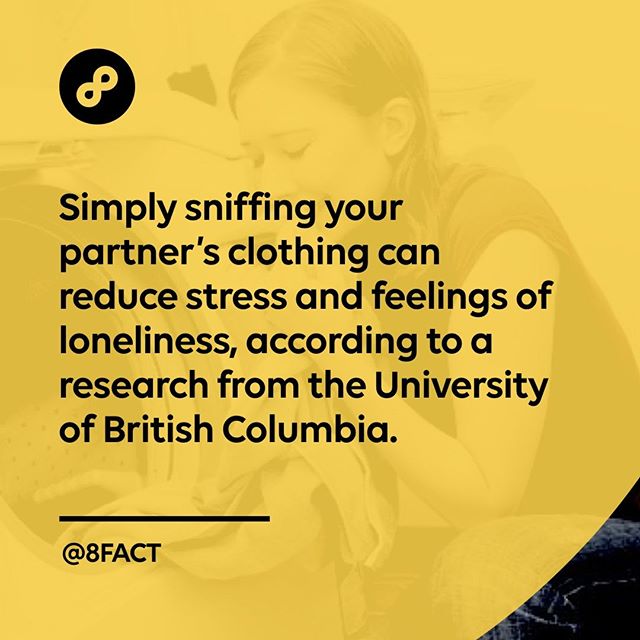 Simply sniffing your
partner's clothing can
reduce stress and feelings of
loneliness, according to a
research from the University
of British Columbia.
@8FACT